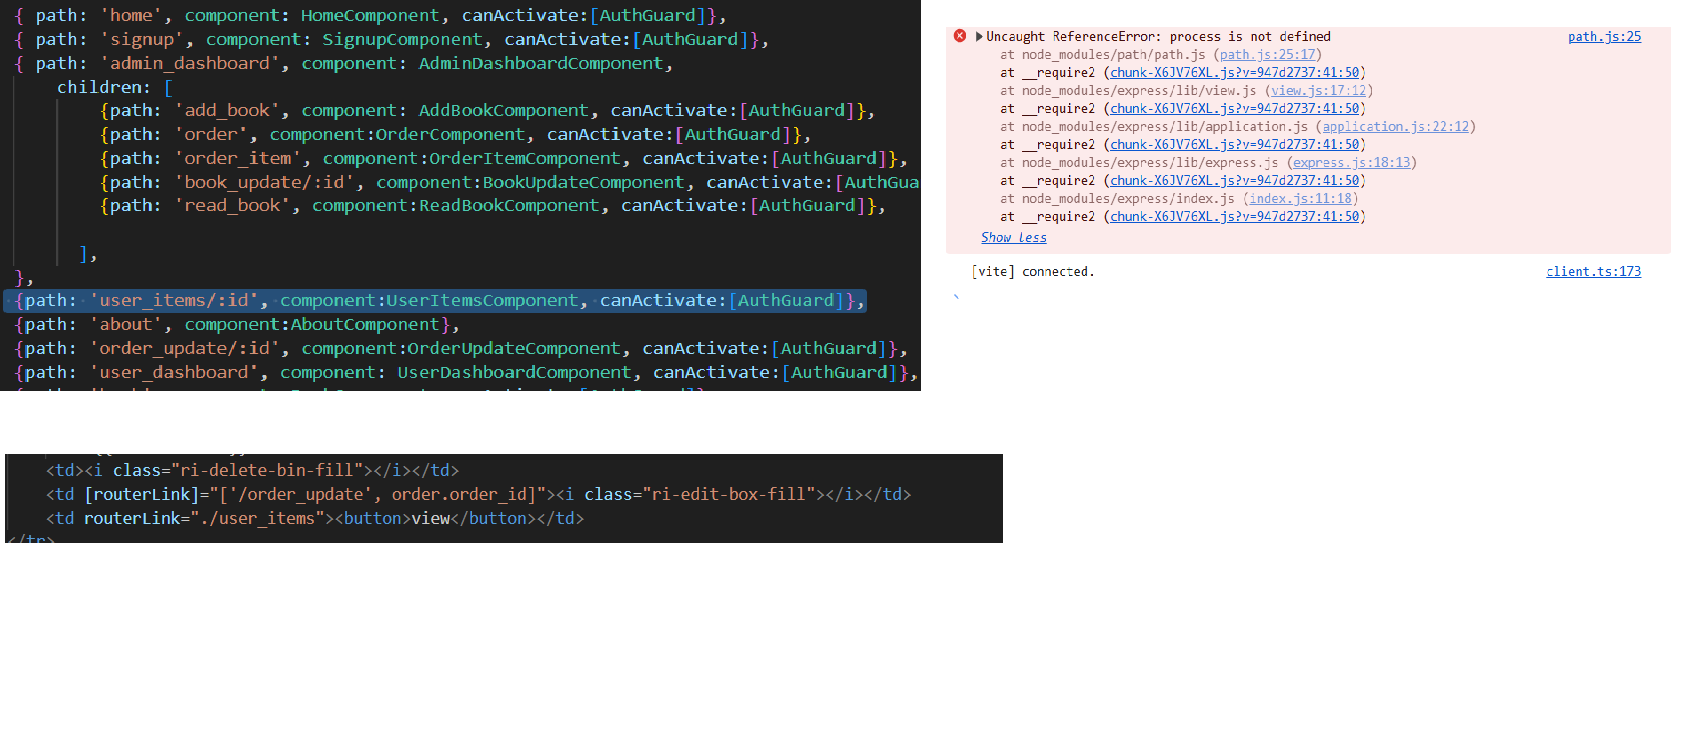 { path: 'home', component: HomeComponent, canActivate:[AuthGuard]},
{ path: 'signup', component: SignupComponent, canActivate:[AuthGuard]},
{ path: 'admin_dashboard', component: AdminDashboardComponent,
children: [
{path: 'add_book', component: AddBookComponent, canActivate:[AuthGuard]},
{path: 'order', component:OrderComponent, canActivate:[AuthGuard]},
{path: 'order_item', component:OrderItemComponent, canActivate:[AuthGuard]},
{path: 'book_update/:id', component:BookUpdateComponent, canActivate:[AuthGua
{path: 'read_book', component:ReadBookComponent, canActivate:[AuthGuard]},
],
},
{path: 'user_items/:id', component:UserItemsComponent, canActivate:[AuthGuard]},
{path: 'about', component:AboutComponent},
{path: 'order_update/:id', component:OrderUpdateComponent, canActivate:[AuthGuard]},
{path: 'user_dashboard', component: UserDashboardComponent, canActivate:[AuthGuard]},
Uncaught ReferenceError: process is not defined path.js:25
at node_modules/path/path.js (path.js:25:17)
at __require2 (chunk-X6JV76XL.js?v=947d2737:41:50)
at node_modules/express/lib/view.js (view.js:17:12)
at __require2 (chunk-X6JV76XL.js?v=947d2737:41:50)
at node_modules/express/lib/application.js (application.js:22:12)
at __require2 (chunk-X6JV76XL.js?v=947d2737:41:50)
at node_modules/express/lib/express.js (express.js:18:13)
at __require2 (chunk-X6JV76XL.js?v=947d2737:41:50)
at node_modules/express/index.js (index.js:11:18)
at __require2 (chunk-X6JV76XL.js?v=947d2737:41:50)
Show less
[vite] connected. client.ts:173
<td><i class="ri-delete-bin-fill"></i></td>
<td [routerLink]="['/order_update', order.order_id]"><i class="ri-edit-box-fill"></i></td>
<td routerLink="./user_items"><button>view</button></td>
</tr>